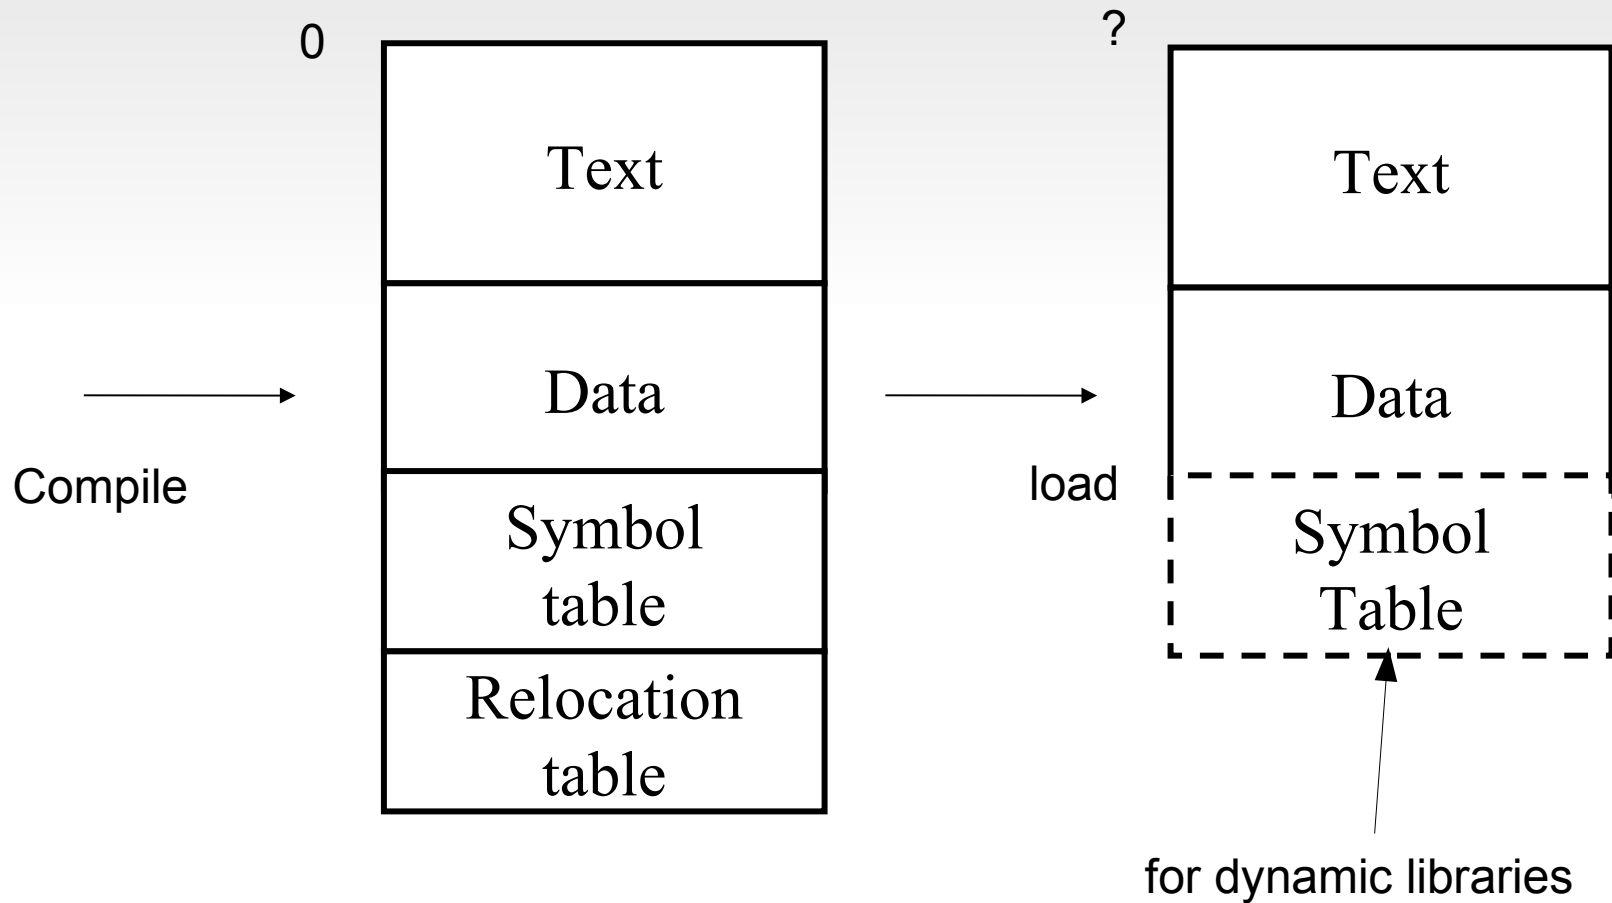 0
Text
Data
Symbol
table
Relocation
table
Compile
load
?
Text
Data
Symbol
Table
for dynamic libraries